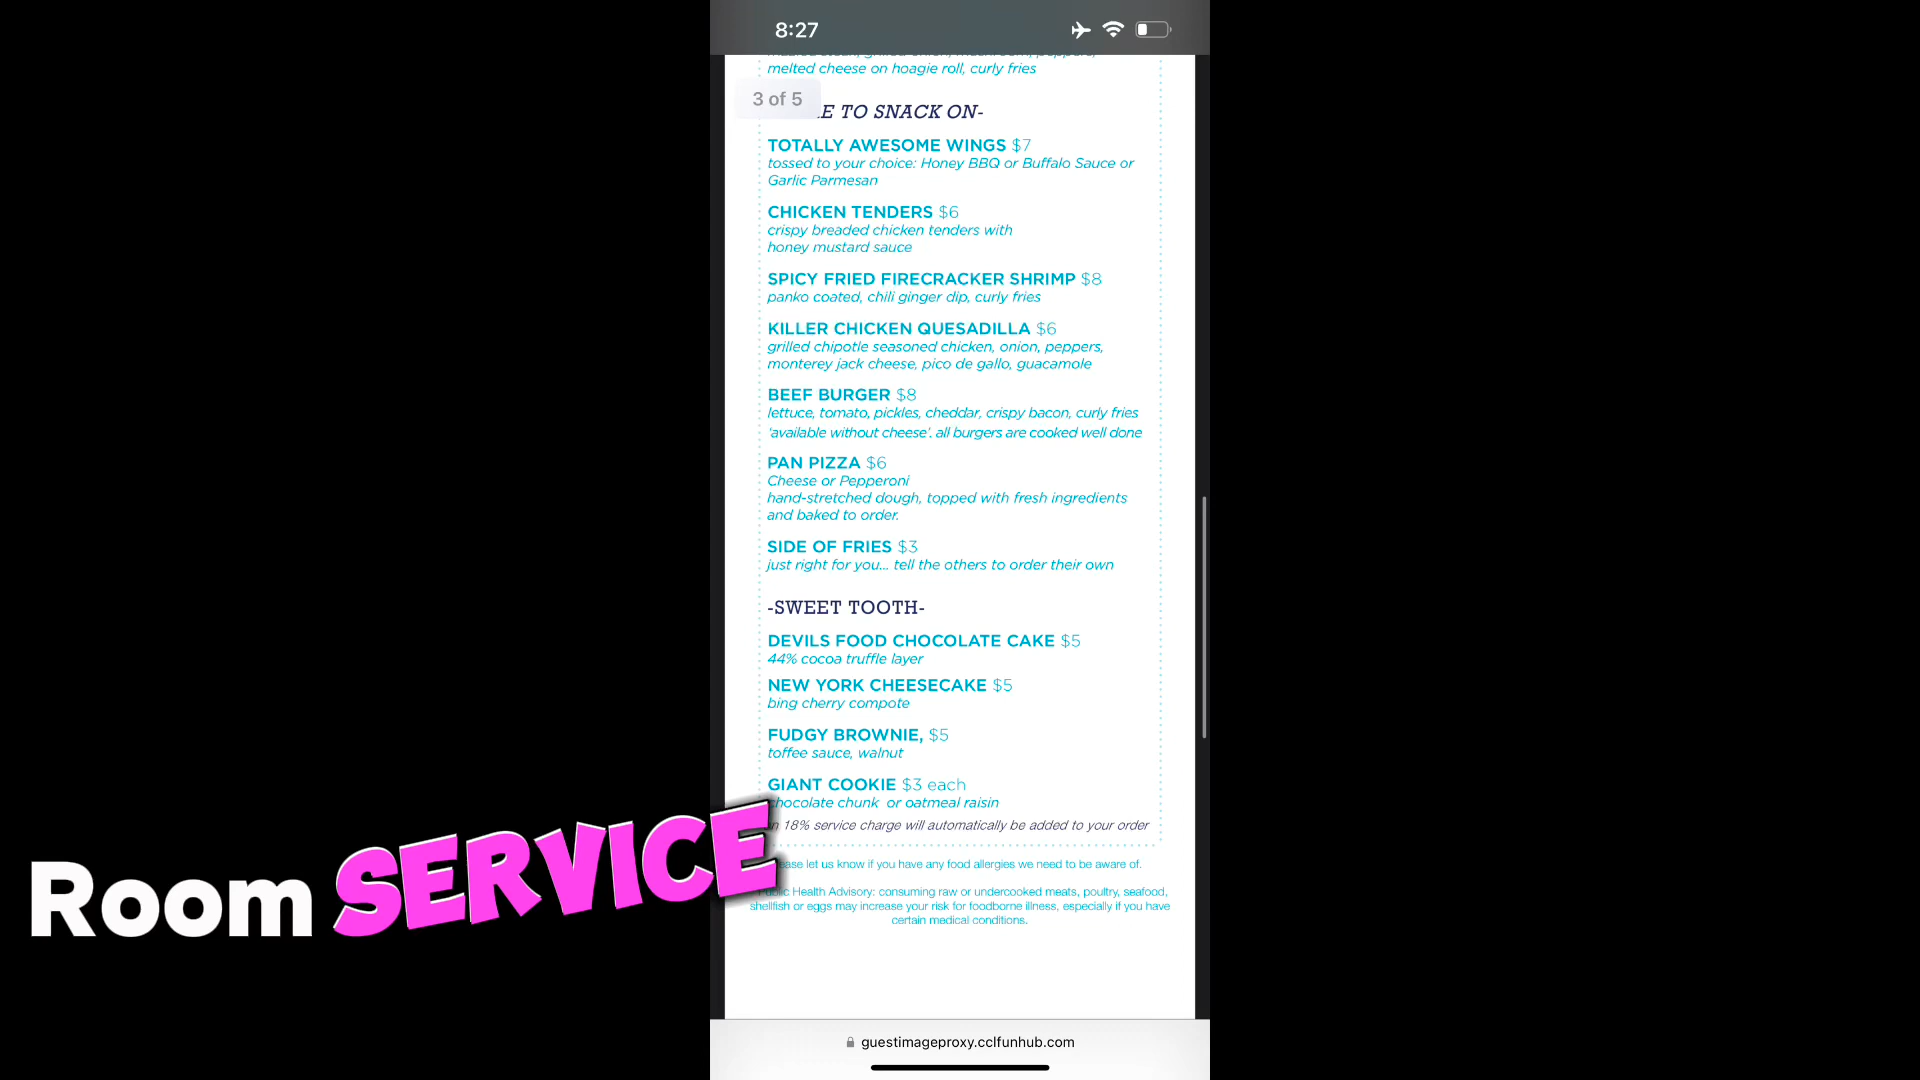 8:27
melted cheese on hoagie roll, curly fries
3 of 5
TO SNACK ON-
TOTALLY AWESOME WINGS $7
tossed to your choice: Honey BBQ or Buffalo Sauce or
Garlic Parmesan
CHICKEN TENDERS $6
crispy breaded chicken tenders with
honey mustard sauce
SPICY FRIED FIRECRACKER SHRIMP $8
panko coated, chili ginger dip, curly fries
KILLER CHICKEN QUESADILLA $6
grilled chipotle seasoned chicken, onion, peppers,
monterey jack cheese, pico de gallo, guacamole
BEEF BURGER $8
lettuce, tomato, pickles, cheddar, crispy bacon, curly fries
'available without cheese'. all burgers are cooked well done
PAN PIZZA $6
Cheese or Pepperoni
hand-stretched dough, topped with fresh ingredients
and baked to order.
SIDE OF FRIES $3
just right for you... tell the others to order their own
-SWEET TOOTH-
DEVILS FOOD CHOCOLATE CAKE $5
44% cocoa truffle layer
NEW YORK CHEESECAKE $5
bing cherry compote
FUDGY BROWNIE, $5
toffee sauce, walnut
GIANT COOKIE $3 each
chocolate chunk or oatmeal raisin
18% service charge will automatically be added to your order
let us know if you have any food allergies we need to be aware of.
Health Advisory: consuming raw or undercooked meats, poultry, seafood,
shellfish or eggs may increase your risk for foodborne illness, especially if you have
certain medical conditions.
Room SERVICE
guestimageproxy.cclfunhub.com